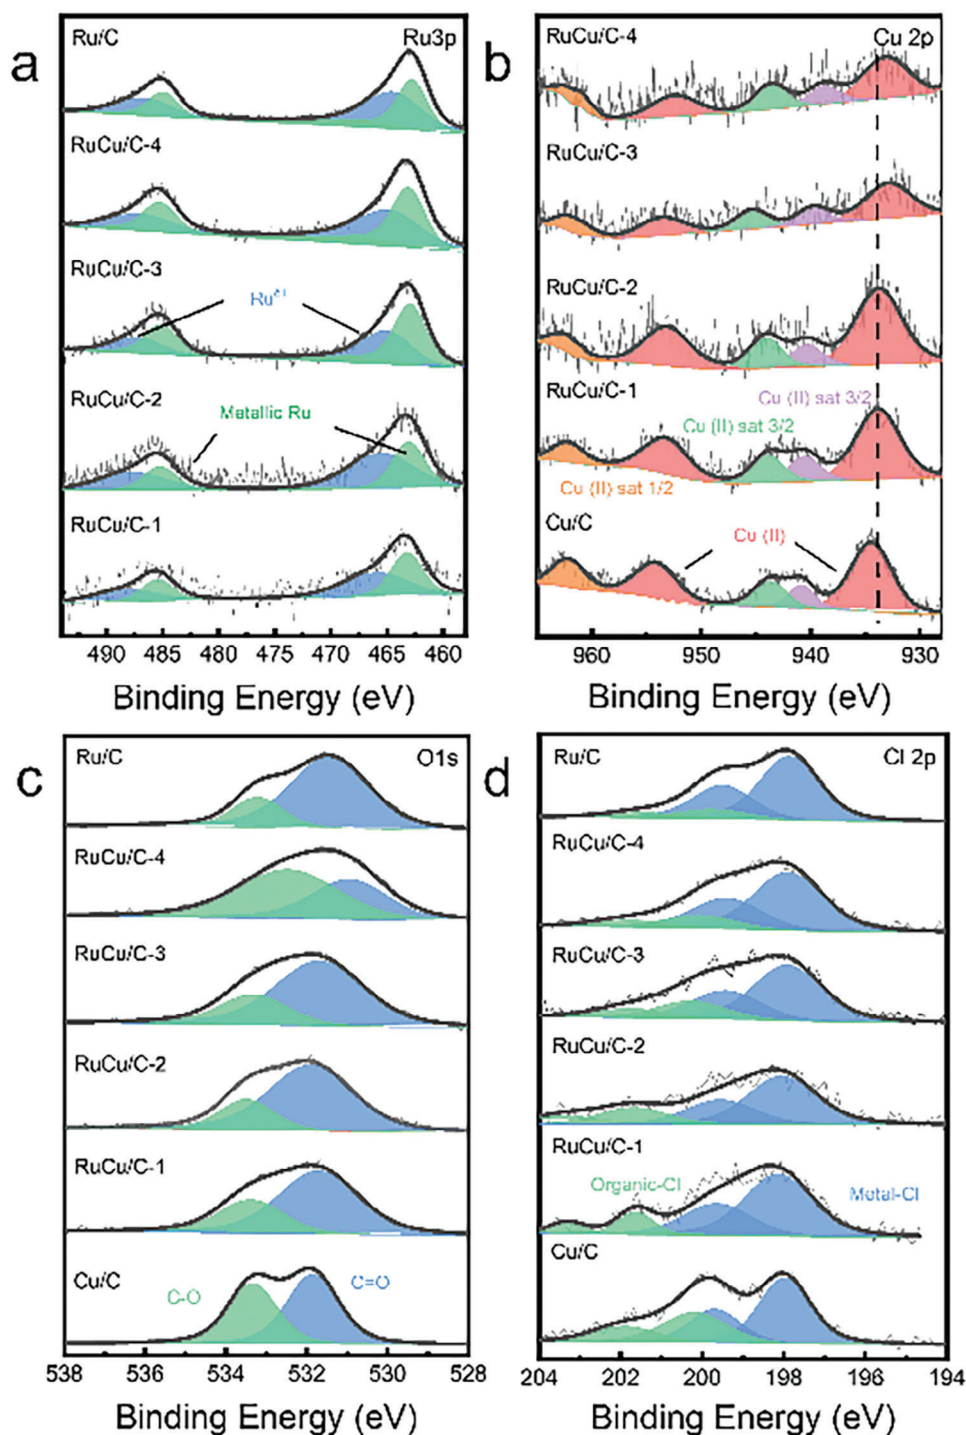 a
Ru/C
Ru3p
RuCu/C-4
RuCu/C-3
RuCu/C-2
Metallic Ru
RuCu/C-1
490 485 480 475 470 465 460
Binding Energy (eV)
b
RuCu/C-4
Cu 2p
RuCu/C-3
RuCu/C-2
RuCu/C-1
Cu (II) sat 3/2
Cu (II) sat 3/2
Cu (II) sat 1/2
Cu/C
Cu (II)
960 950 940 930
Binding Energy (eV)
c
Ru/C
O1s
RuCu/C-4
RuCu/C-3
RuCu/C-2
RuCu/C-1
Cu/C
C-O
C=O
538 536 534 532 530 528
Binding Energy (eV)
d
Ru/C
Cl 2p
RuCu/C-4
RuCu/C-3
RuCu/C-2
RuCu/C-1
Organic-Cl
Metal-Cl
Cu/C
204 202 200 198 196 194
Binding Energy (eV)